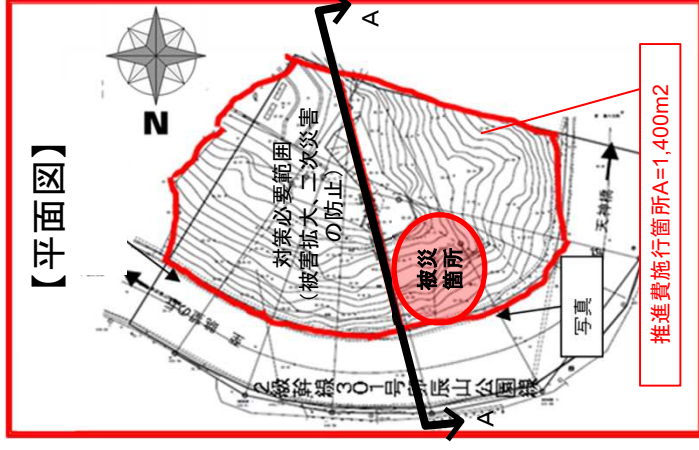 【平面図】
N
A
対策必要範囲
（被害拡大、二次災害
の防止）
被災
箇所
写真
天神橋
推進費施行箇所A=1,400m2
2級幹線301号
辰山公園線
A